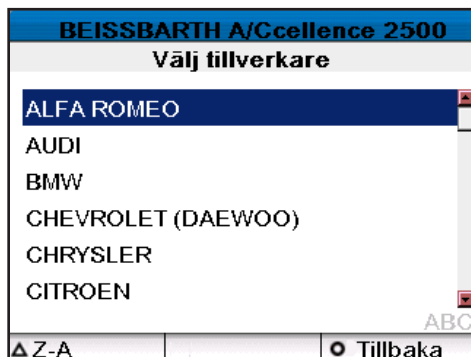 BEISSBARTH A/Ccellence 2500
Välj tillverkare
ALFA ROMEO
AUDI
BMW
CHEVROLET (DAEWOO)
CHRYSLER
CITROEN
ABC
Z-A Tillbaka